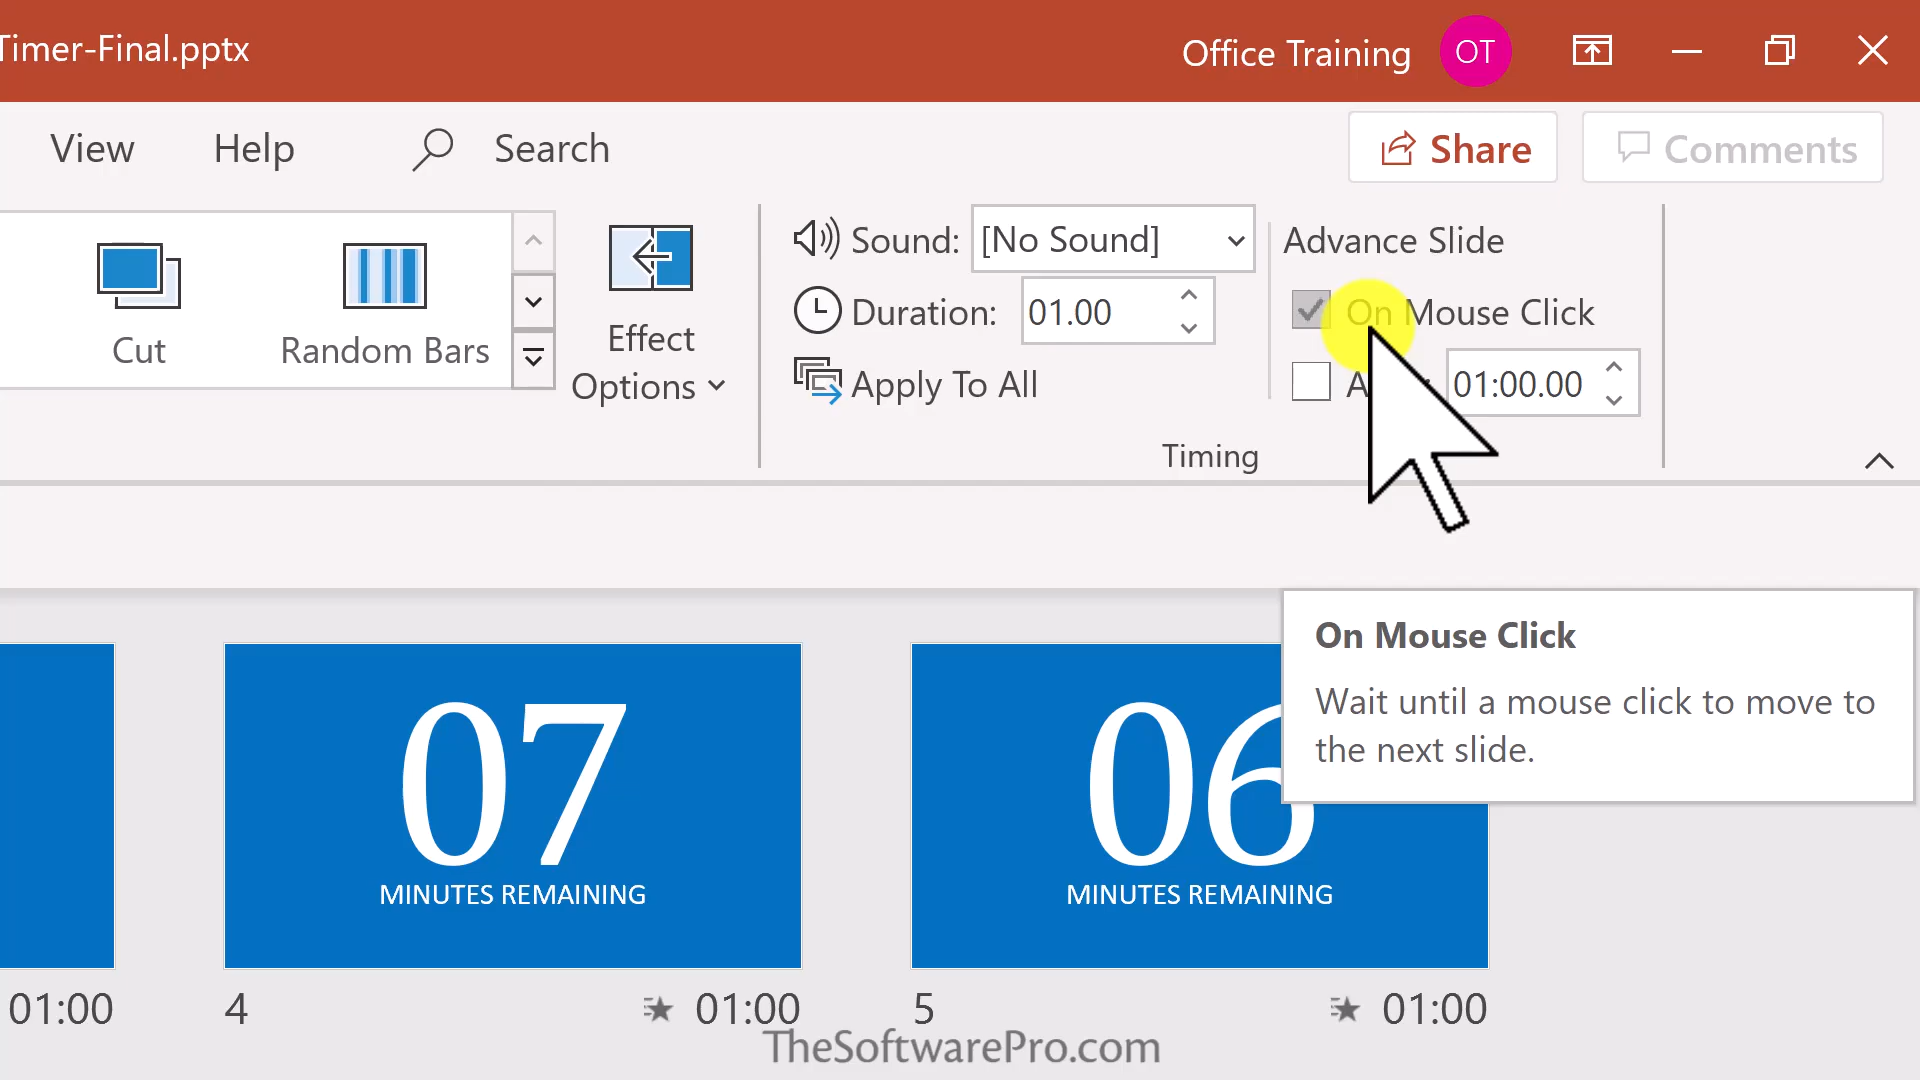 Timer-Final.pptx
Office Training
OT
View
Help
Search
Share
Comments
Cut
Random Bars
Effect
Options
Sound:
[No Sound]
Duration:
01.00
Apply To All
Advance Slide
On Mouse Click
01:00.00
Timing
On Mouse Click
Wait until a mouse click to move to
the next slide.
07
MINUTES REMAINING
06
MINUTES REMAINING
01:00
4
01:00
5
01:00
TheSoftwarePro.com